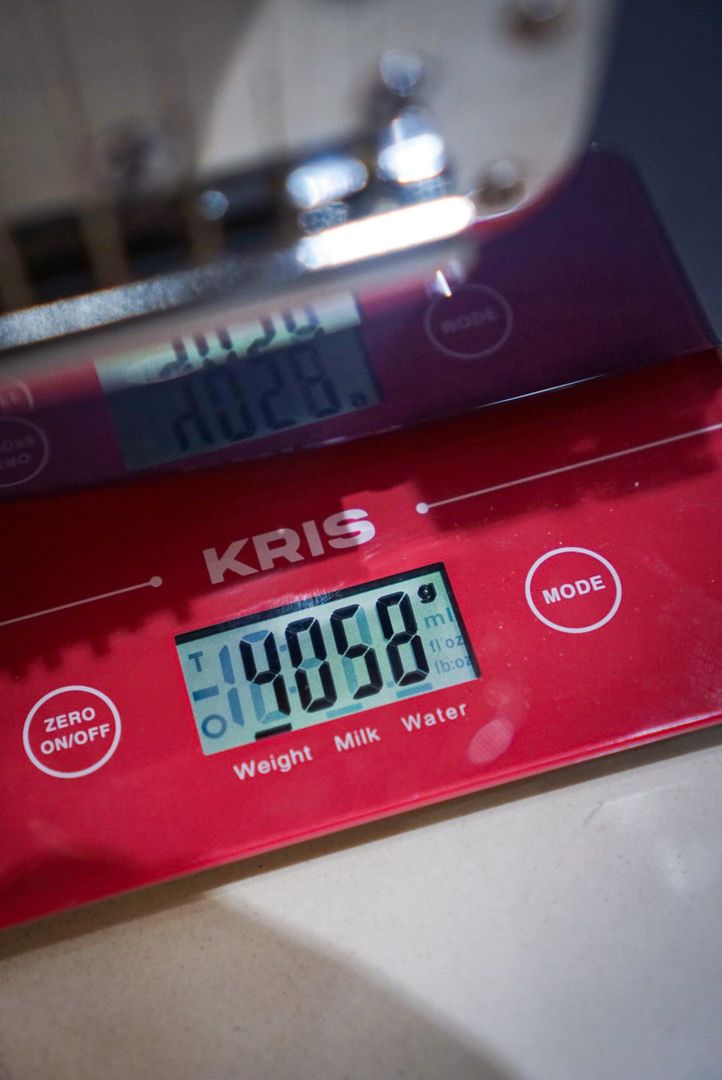 MODE
KRIS
MODE
4058 g
ml
fl'oz
lb:oz
ZERO
ON/OFF
Weight Milk Water